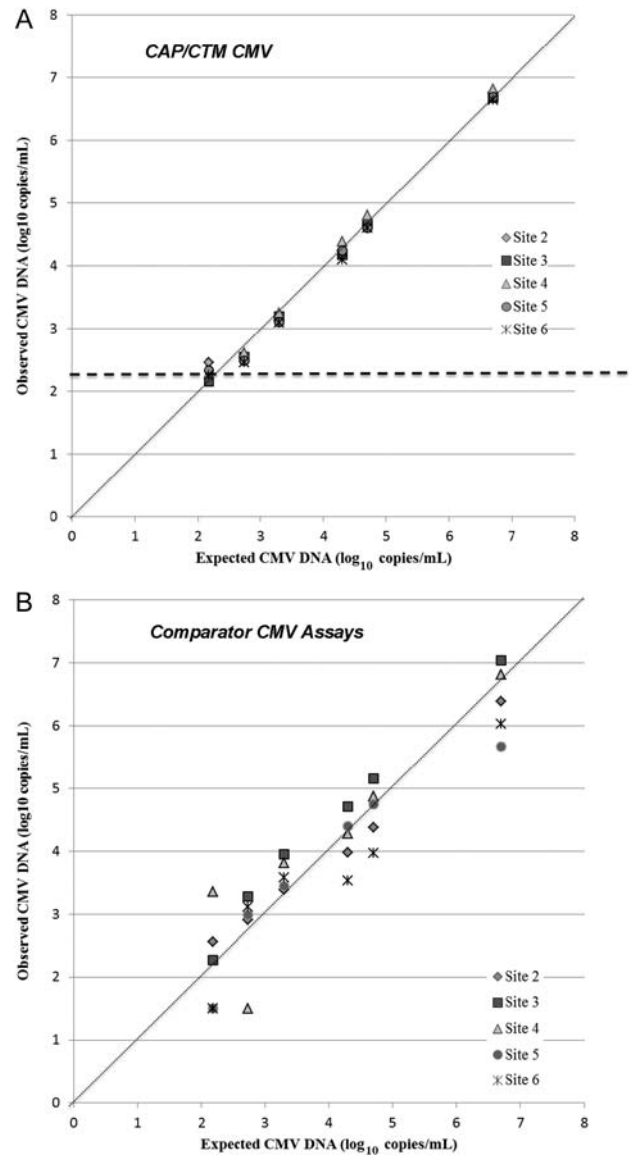 A
CAP/CTM CMV
Observed CMV DNA (log10 copies/mL)
8
7
6
5
4
3
2
1
0
Site 2
Site 3
Site 4
Site 5
Site 6
0 1 2 3 4 5 6 7 8
Expected CMV DNA (log10 copies/mL)
B
Comparator CMV Assays
Observed CMV DNA (log10 copies/mL)
8
7
6
5
4
3
2
1
0
Site 2
Site 3
Site 4
Site 5
Site 6
0 1 2 3 4 5 6 7 8
Expected CMV DNA (log10 copies/mL)